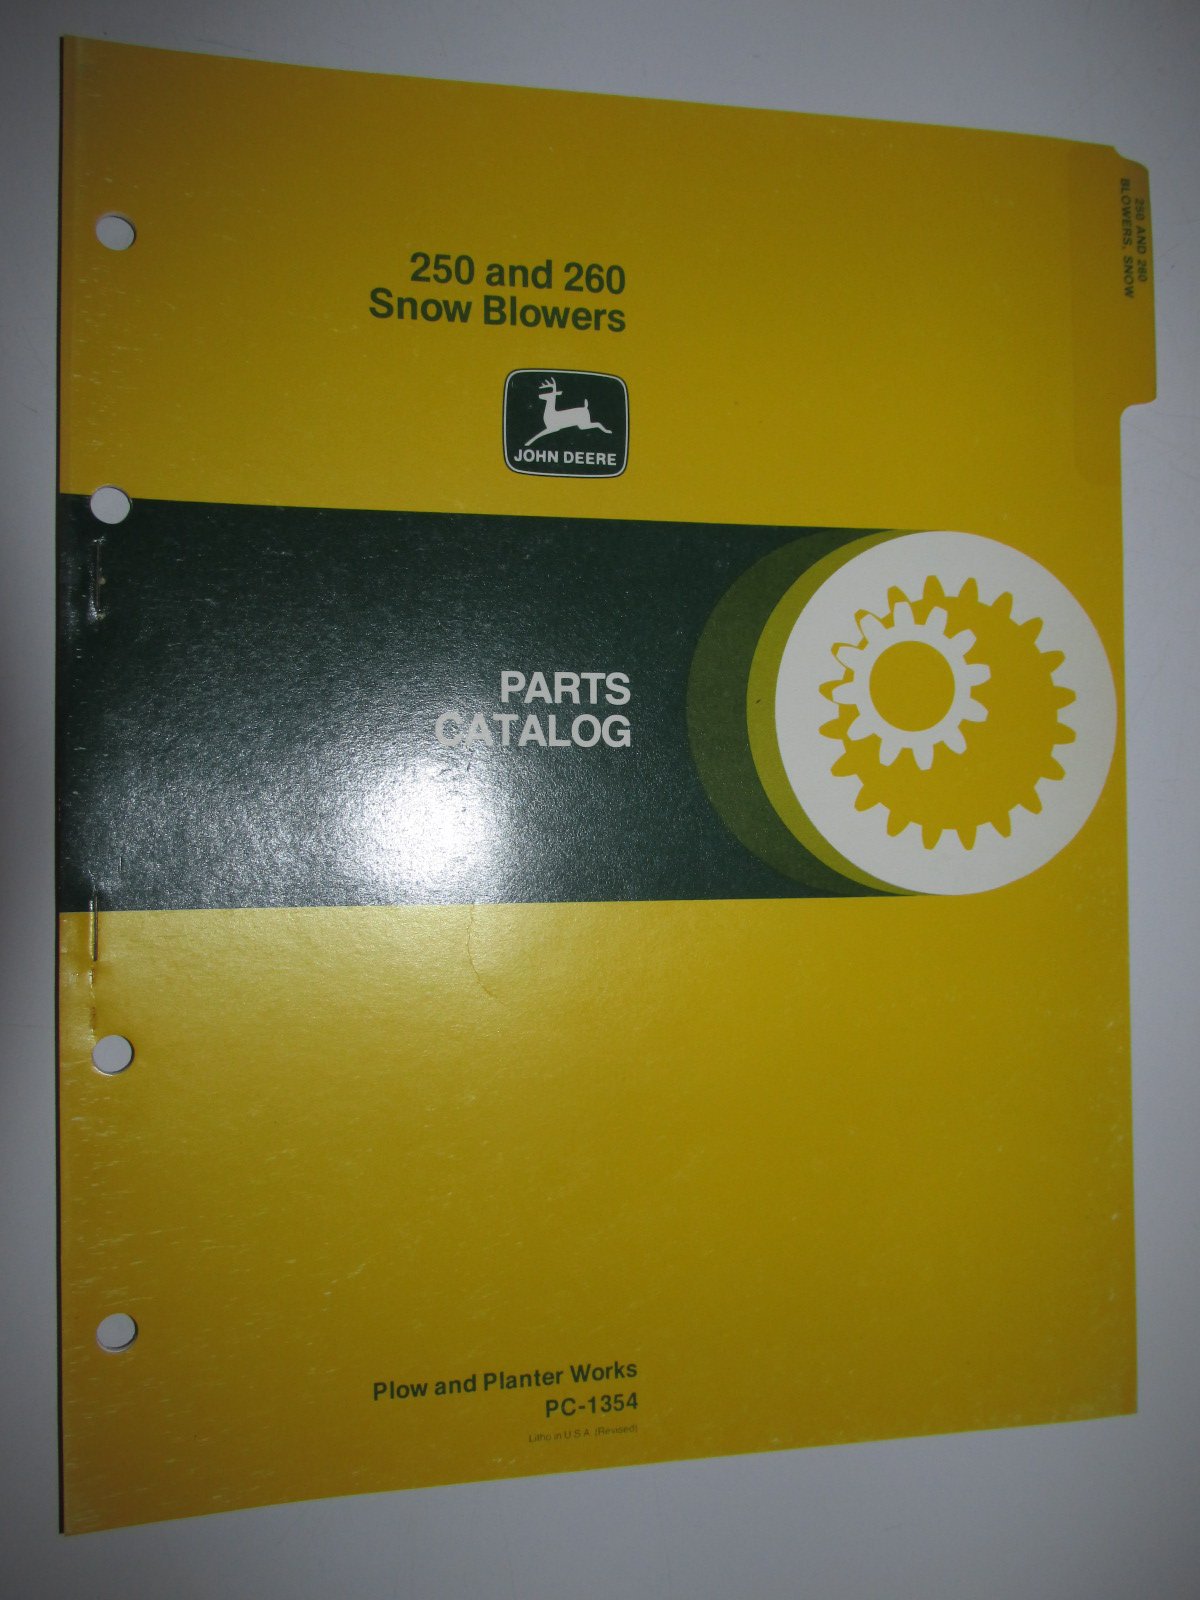 250 and 260
Snow Blowers
JOHN DEERE
250 AND 260
BLOWERS, SNOW
PARTS
CATALOG
Plow and Planter Works
PC-1354
Litho in U.S.A. (Revised)